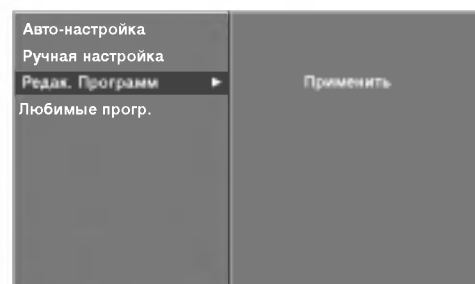 Авто-настройка
Ручная настройка
Редак. Программ
Любимые прогр.
Применить